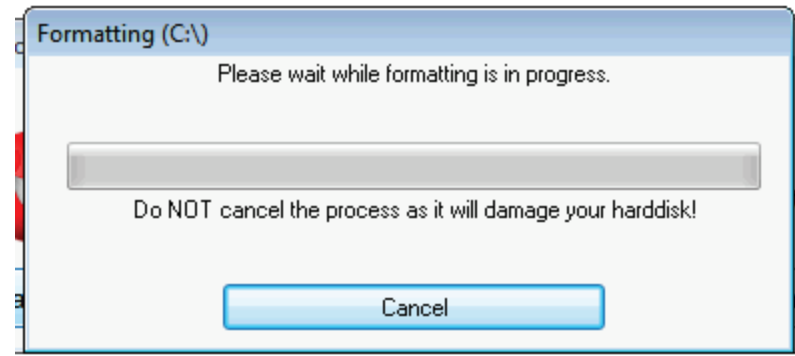 Formatting (C:\)
Please wait while formatting is in progress.
Do NOT cancel the process as it will damage your harddisk!
Cancel